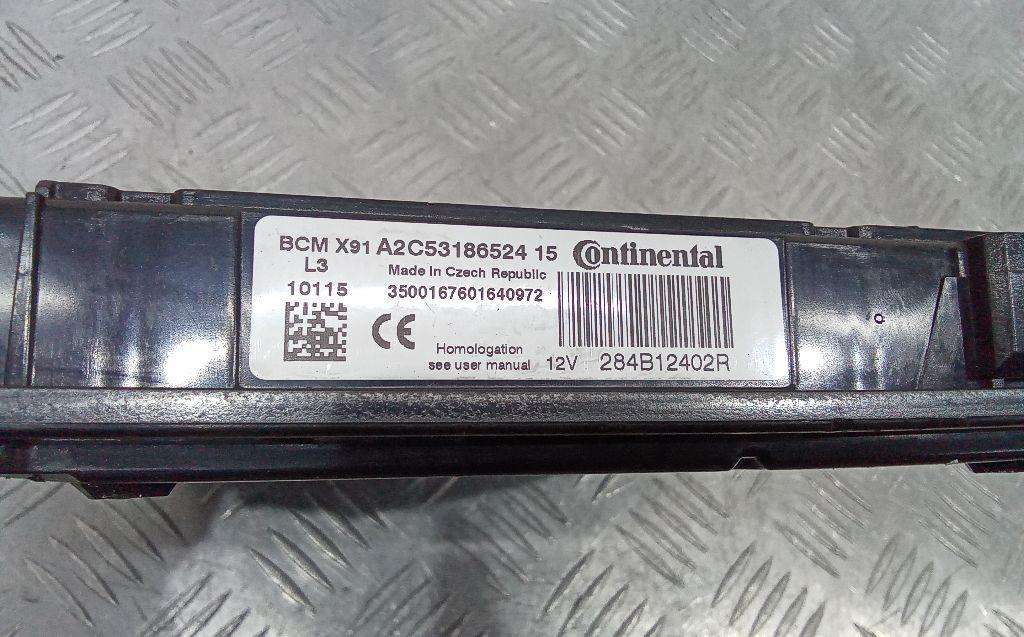 BCM X91 A2C53186524 15 Continental
L3 Made in Czech Republic
10115 3500167601640972
CE
Homologation
see user manual 12V 284B12402R